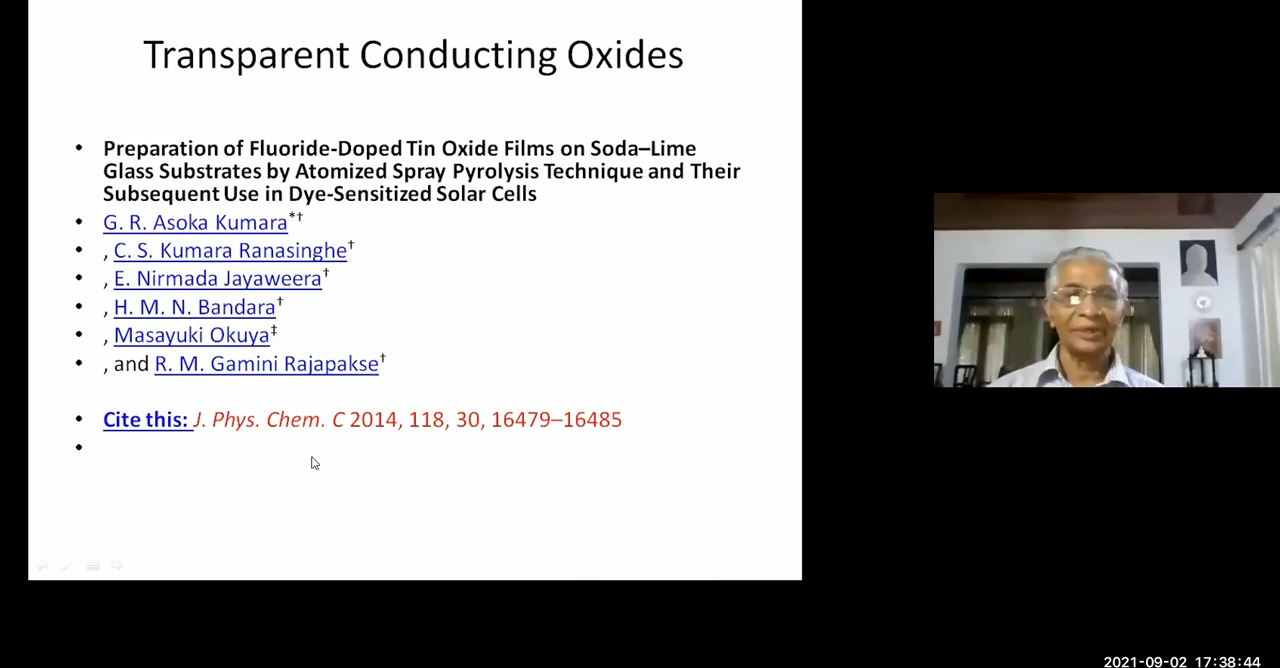 Transparent Conducting Oxides
• Preparation of Fluoride-Doped Tin Oxide Films on Soda–Lime
Glass Substrates by Atomized Spray Pyrolysis Technique and Their
Subsequent Use in Dye-Sensitized Solar Cells
• G. R. Asoka Kumara*†
• , C. S. Kumara Ranasinghe†
• , E. Nirmada Jayaweera†
• , H. M. N. Bandara†
• , Masayuki Okuya‡
• , and R. M. Gamini Rajapakse†
• Cite this: J. Phys. Chem. C 2014, 118, 30, 16479–16485
•
2021-09-02 17:38:44